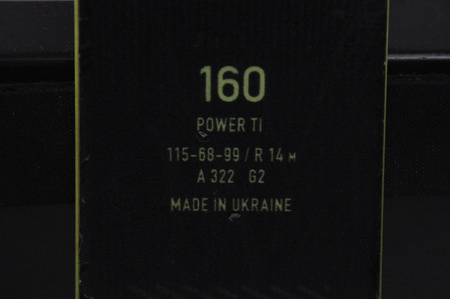 160
POWER TI
115-68-99 / R 14 M
A 322 G2
MADE IN UKRAINE